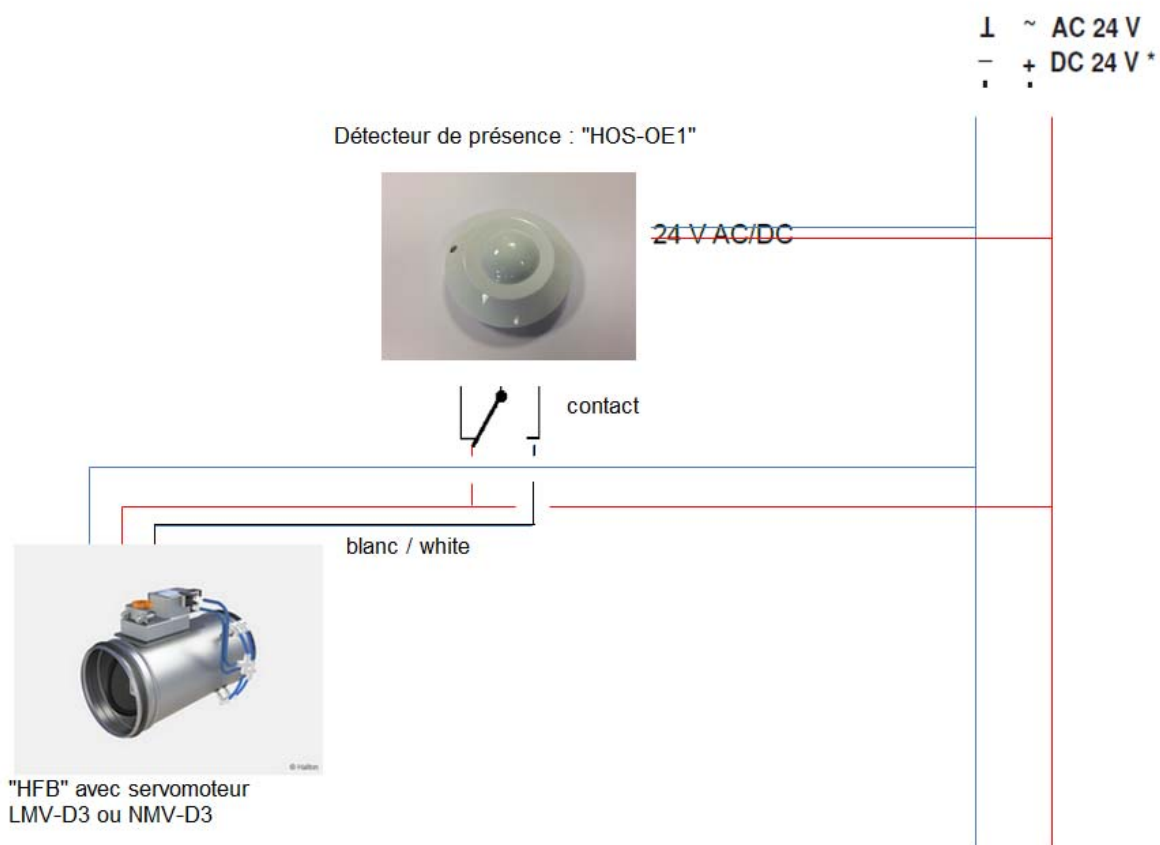 ⊥ ~ AC 24 V
– + DC 24 V *
Détecteur de présence : "HOS-OE1"
24 V AC/DC
contact
blanc / white
© Halton
"HFB" avec servomoteur
LMV-D3 ou NMV-D3